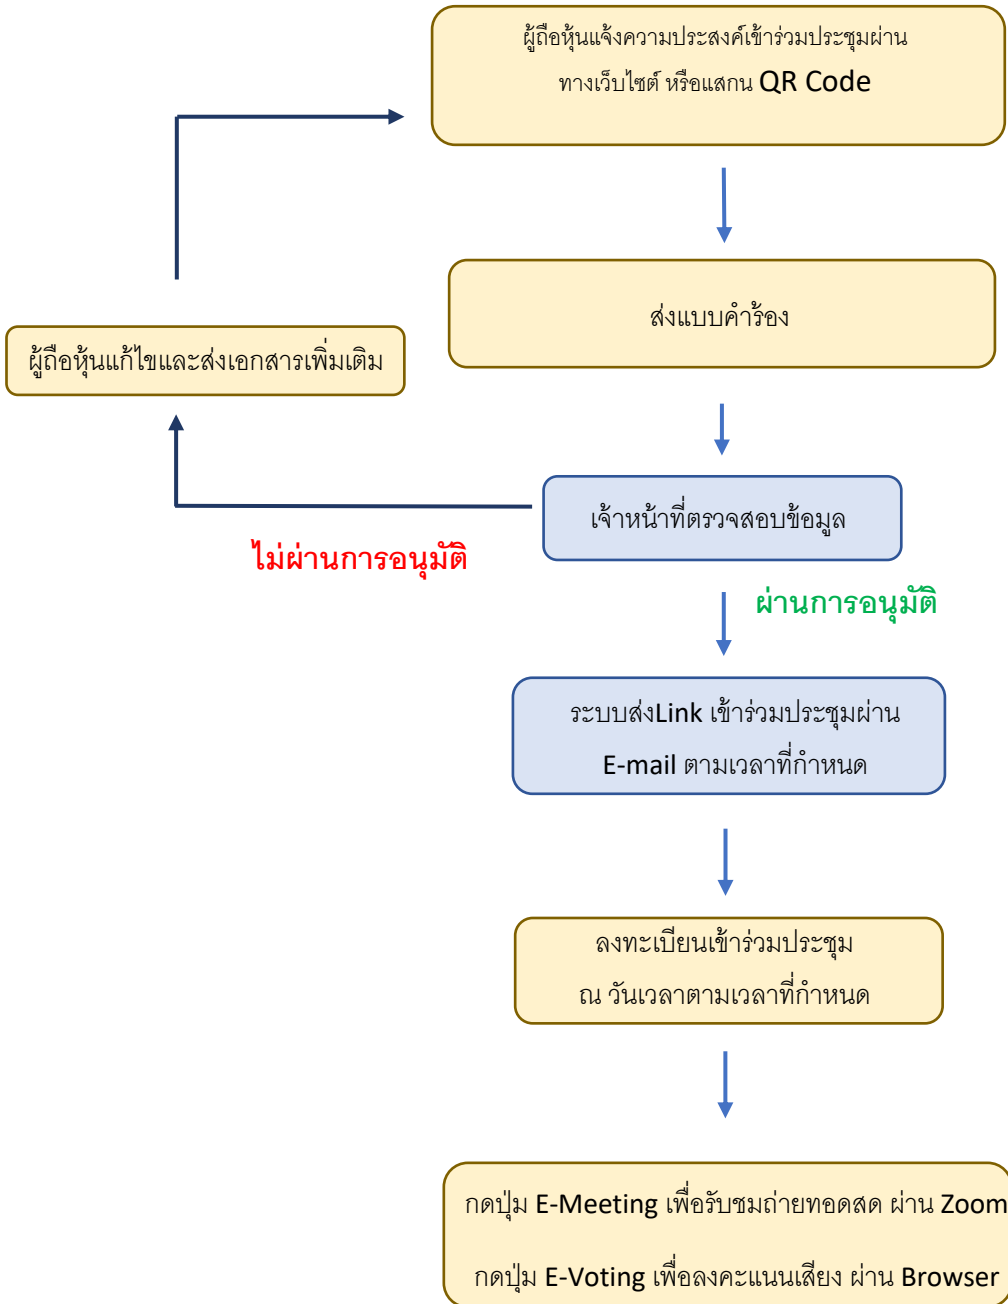 ผู้ถือหุ้นแจ้งความประสงค์เข้าร่วมประชุมผ่าน
ทางเว็บไซต์ หรือแสกน QR Code
ส่งแบบคำร้อง
ผู้ถือหุ้นแก้ไขและส่งเอกสารเพิ่มเติม
เจ้าหน้าที่ตรวจสอบข้อมูล
ไม่ผ่านการอนุมัติ
ผ่านการอนุมัติ
ระบบส่งLink เข้าร่วมประชุมผ่าน
E-mail ตามเวลาที่กำหนด
ลงทะเบียนเข้าร่วมประชุม
ณ วันเวลาตามเวลาที่กำหนด
กดปุ่ม E-Meeting เพื่อรับชมถ่ายทอดสด ผ่าน Zoom
กดปุ่ม E-Voting เพื่อลงคะแนนเสียง ผ่าน Browser